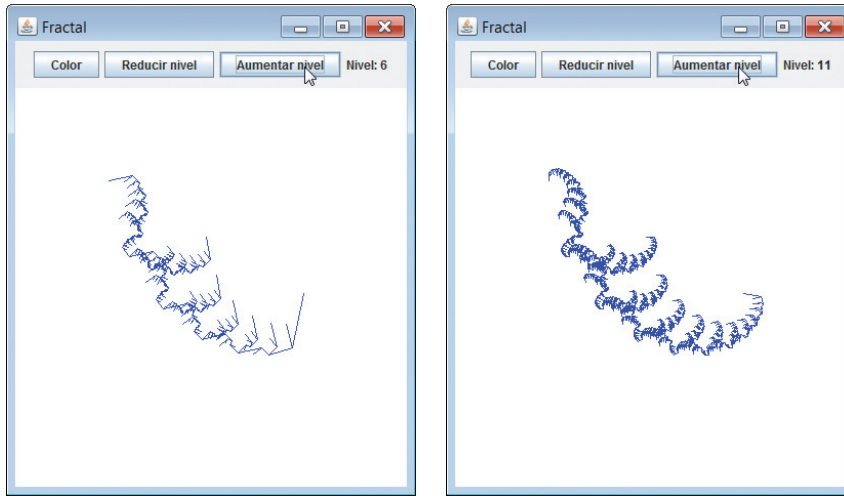 Fractal
Color Reducir nivel Aumentar nivel Nivel: 6
Fractal
Color Reducir nivel Aumentar nivel Nivel: 11